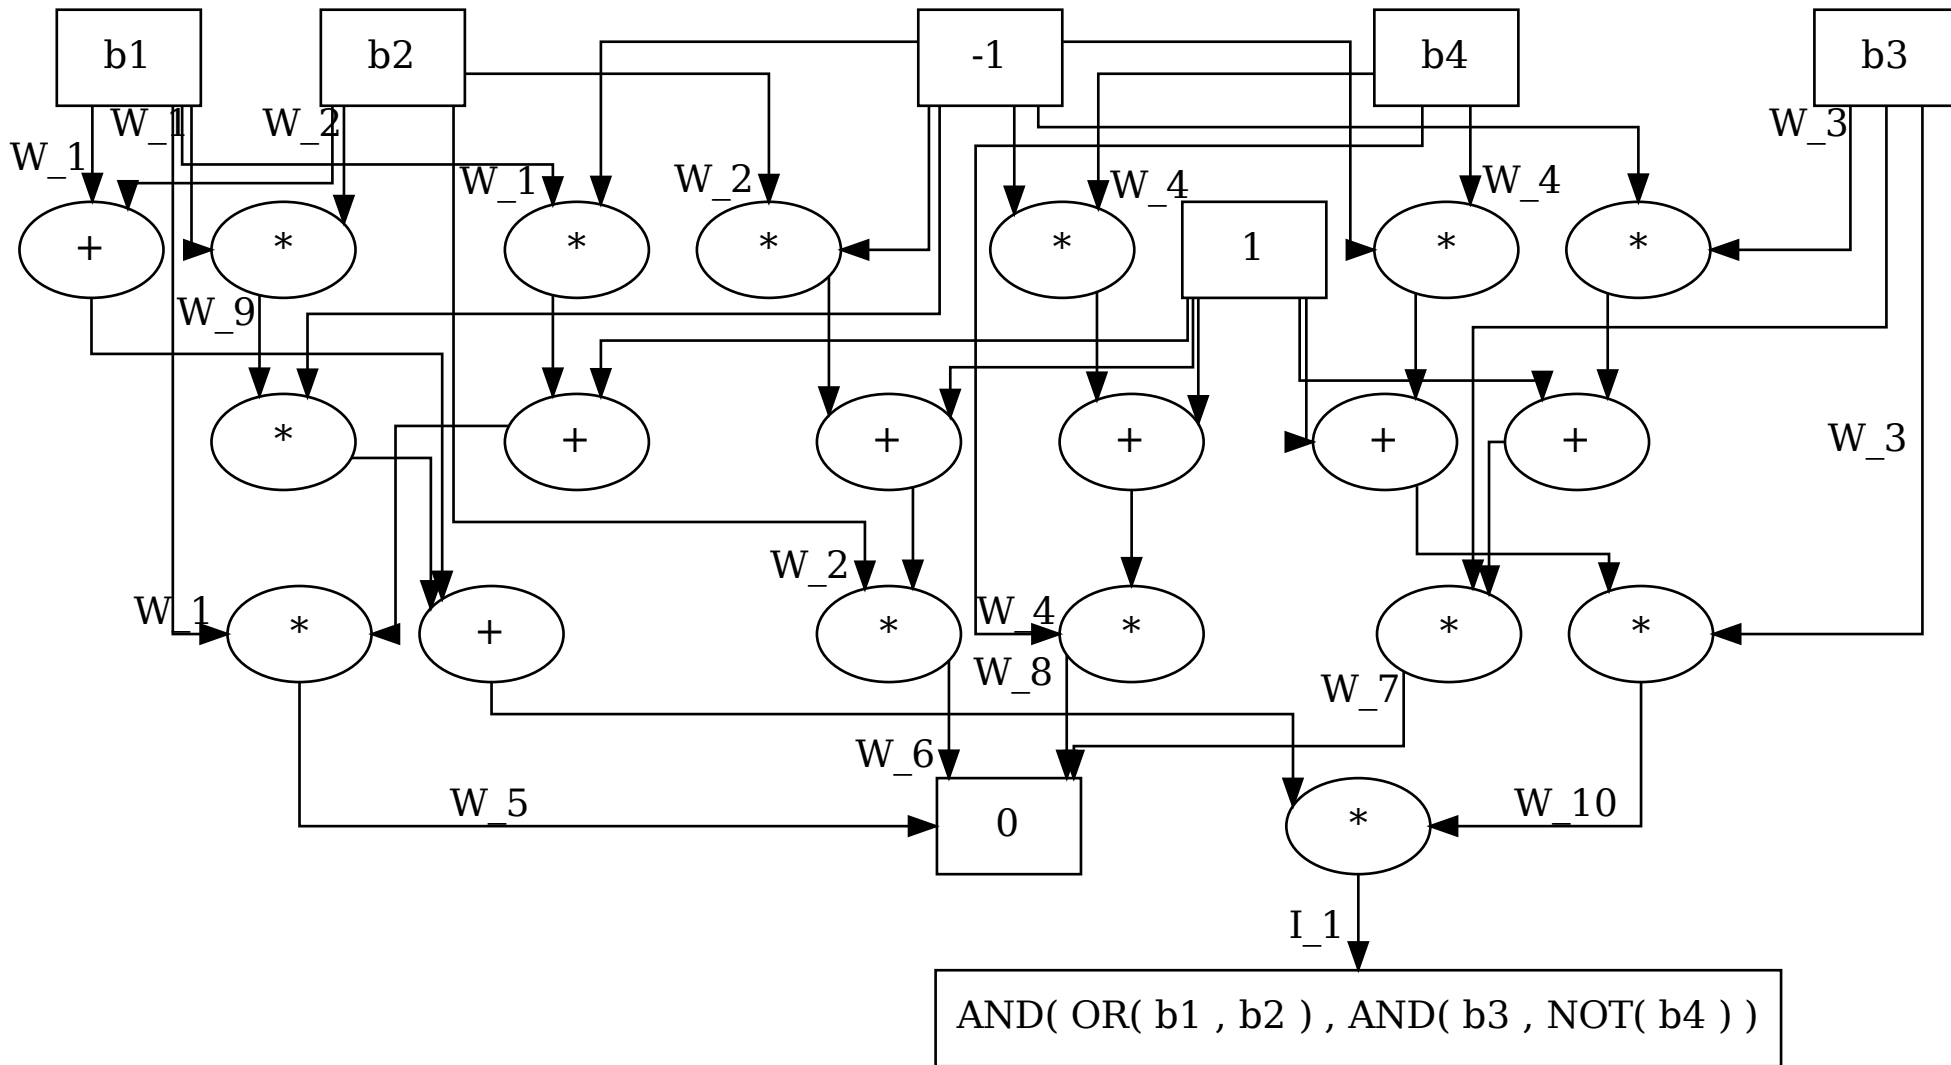 b1
b2
-1
b4
b3
W_1
W_2
W_3
W_1
W_1
W_2
W_4
W_4
+
*
*
*
*
1
*
*
W_9
*
+
+
+
+
+
W_3
W_2
W_1
W_4
*
+
*
*
*
*
W_8
W_7
W_6
W_5
0
*
W_10
I_1
AND( OR( b1 , b2 ) , AND( b3 , NOT( b4 ) ) )